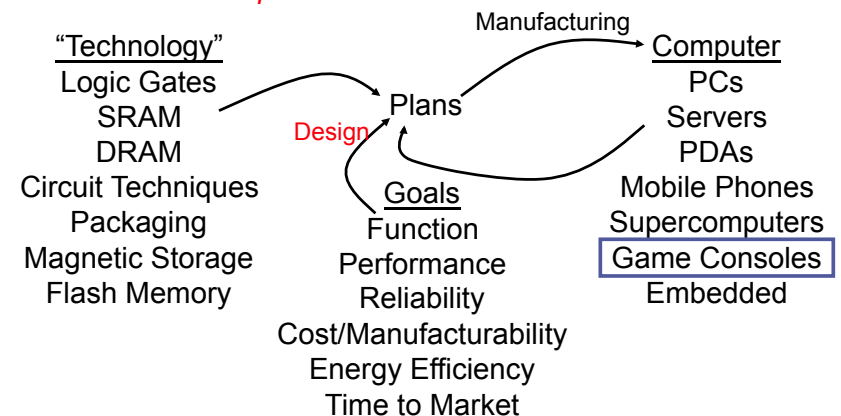 Manufacturing
“Technology”
Logic Gates
SRAM
DRAM
Circuit Techniques
Packaging
Magnetic Storage
Flash Memory
Plans
Design
Goals
Function
Performance
Reliability
Cost/Manufacturability
Energy Efficiency
Time to Market
Computer
PCs
Servers
PDAs
Mobile Phones
Supercomputers
Game Consoles
Embedded